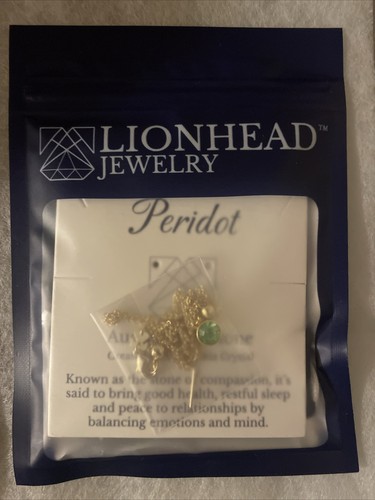 LIONHEAD™
JEWELRY
Peridot
Known as the stone of compassion, it's
said to bring good health, restful sleep
and peace to relationships by
balancing emotions and mind.